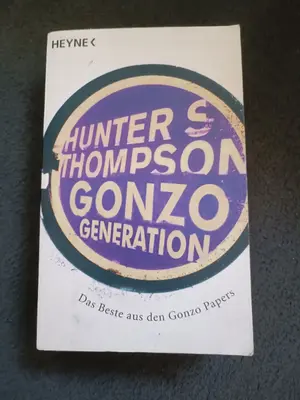 HEYNE<
HUNTER S
THOMPSON
GONZO
GENERATION
Das Beste aus den Gonzo Papers